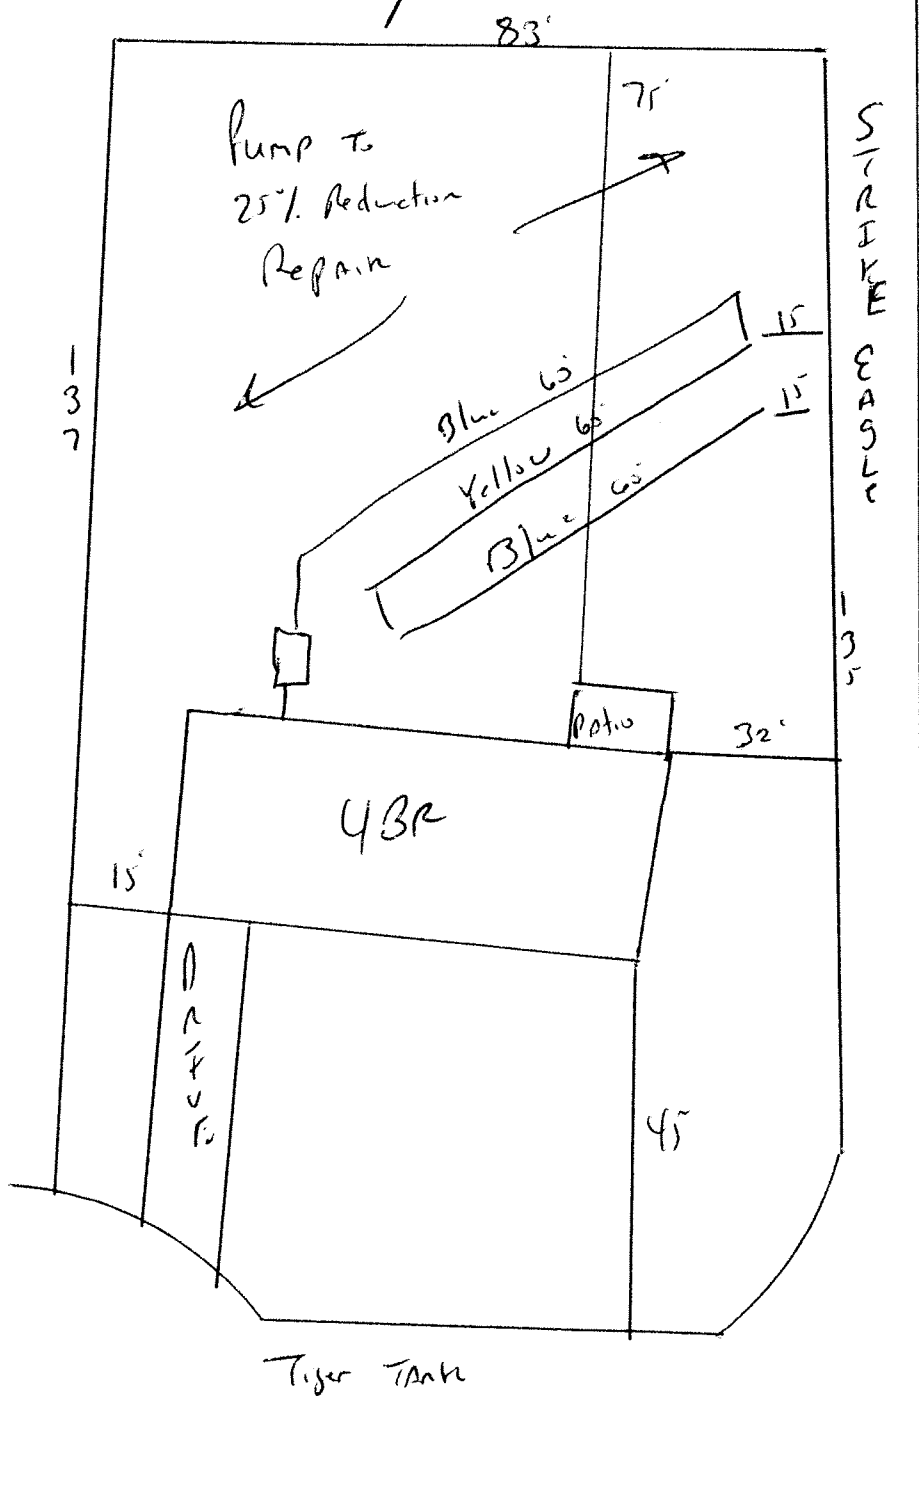 83'
75'
Pump To
25% Reduction
Repair
STRIKE EAGLE
137
15
Blue 60'
15
Yellow 60'
Blue 60'
135
Patio
32'
4BR
15'
DRIVE
45
Tiger Tank